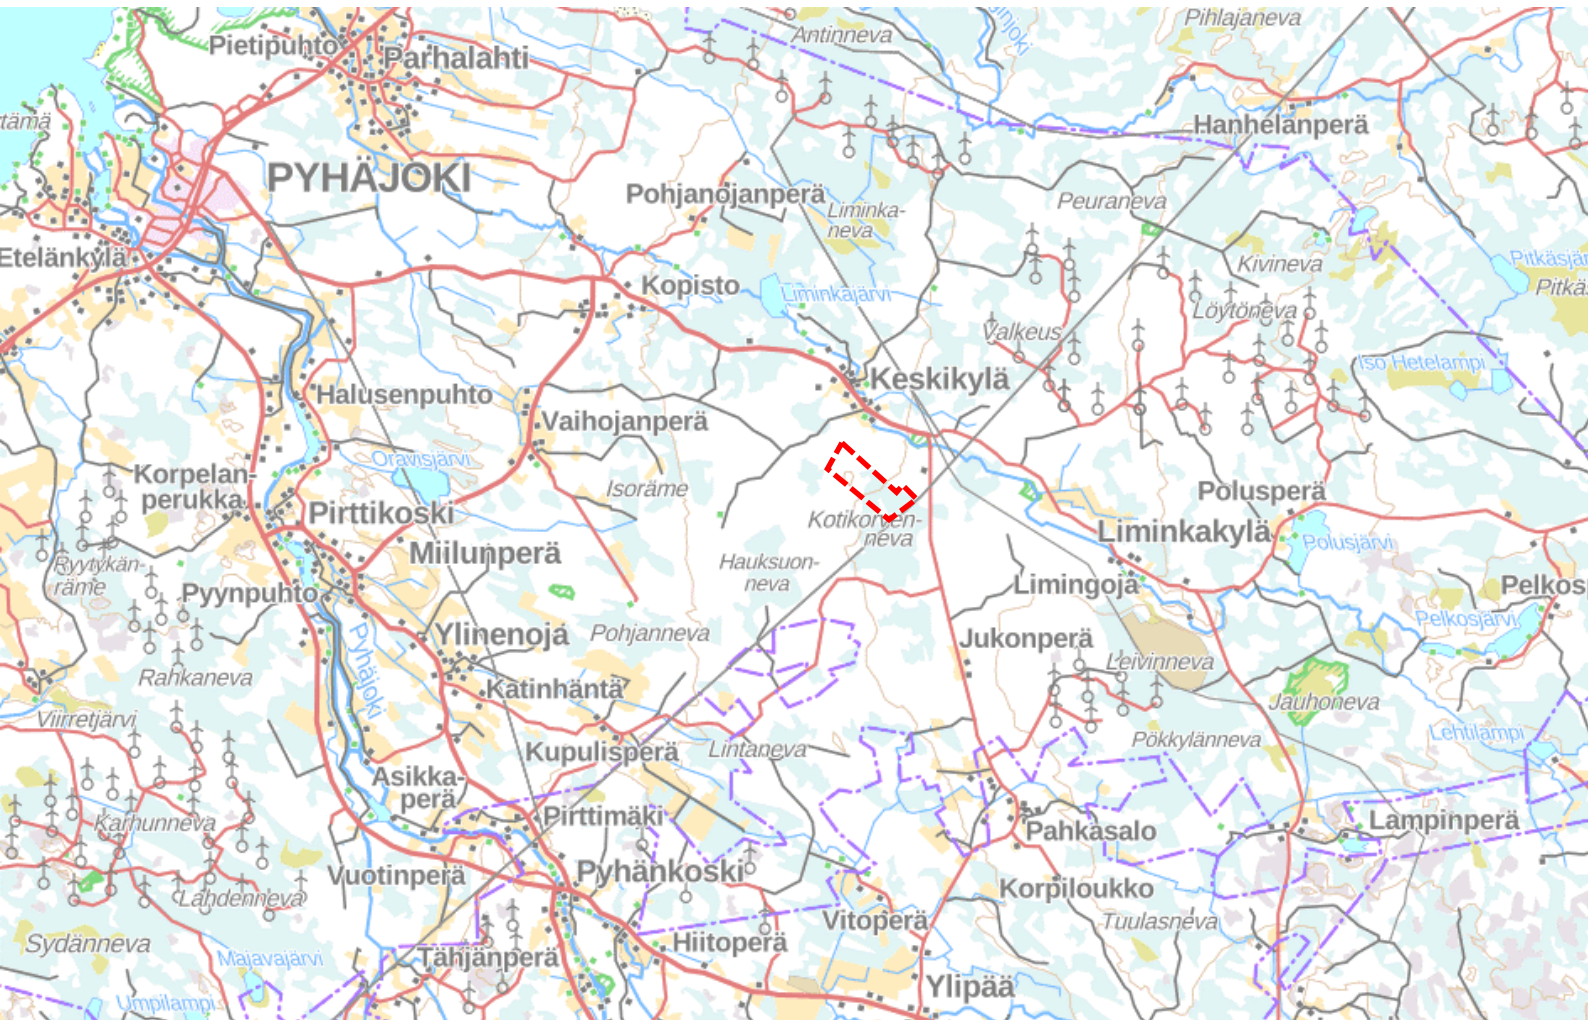 Pihlajaneva
Antinneva
Pietipuhto
Parhalahti
Hanhelanperä
PYHÄJOKI
Pohjanojanperä
Peuraneva
Liminka-
neva
Etelänkylä
Kivineva
Kopisto
Liminkajärvi
Löytöneva
Valkeus
Iso Hetelampi
Keskikylä
Halusenpuhto
Vaihojanperä
Oravisjärvi
Korpelan-
perukka
Isoräme
Polusperä
Pirttikoski
Kotikorven-
neva
Liminkakylä
Polusjärvi
Miilunperä
Hauksuon-
neva
Ryytykän-
räme
Pyynpuhto
Limingoja
Pelkosjärvi
Ylinenoja
Pohjanneva
Jukonperä
Pyhäjoki
Leivinneva
Rahkaneva
Katinhäntä
Jauhoneva
Viirretjärvi
Kupulisperä
Lintaneva
Pökkylänneva
Lehtilampi
Asikka-
perä
Karhunneva
Pirttimäki
Pahkasalo
Lampinperä
Vuotinperä
Pyhänkoski
Korpiloukko
Lahdenneva
Vitoperä
Tuulasneva
Sydänneva
Hiitoperä
Majavajärvi
Tähjänperä
Ylipää
Umpilampi